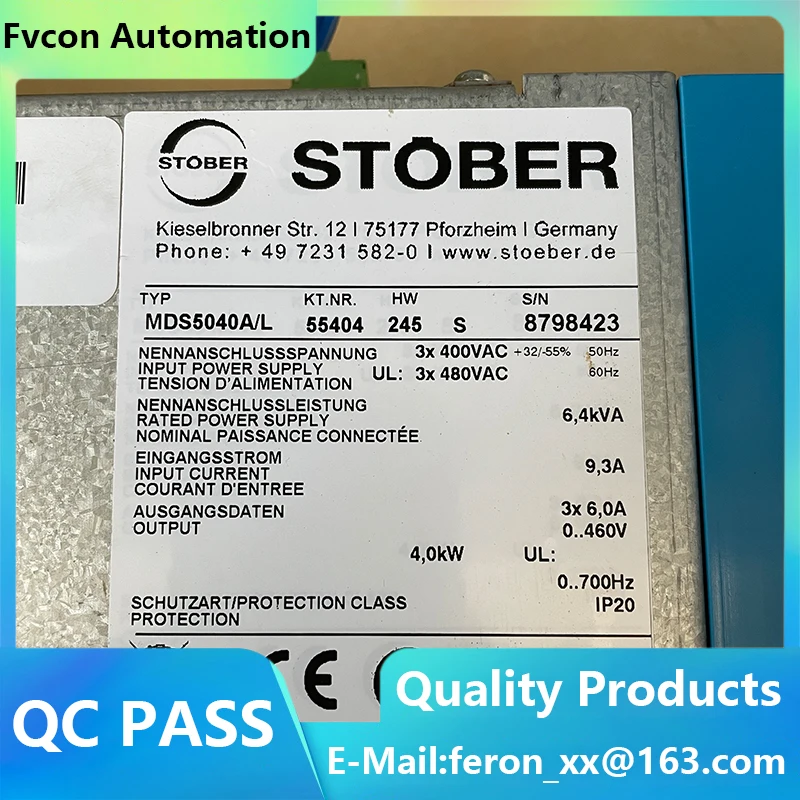 Fvcon Automation
STÖBER
STÖBER
Kieselbronner Str. 12 I 75177 Pforzheim I Germany
Phone: + 49 7231 582-0 I www.stoeber.de
TYP KT.NR. HW S/N
MDS5040A/L 55404 245 S 8798423
NENNANSCHLUSSSPANNUNG 3x 400VAC +32/-55% 50Hz
INPUT POWER SUPPLY UL: 3x 480VAC 60Hz
TENSION D'ALIMENTATION
NENNANSCHLUSSLEISTUNG
RATED POWER SUPPLY 6,4kVA
NOMINAL PAISSANCE CONNECTÉE
EINGANGSSTROM
INPUT CURRENT 9,3A
COURANT D'ENTREE
AUSGANGSDATEN 3x 6,0A
OUTPUT 0..460V
4,0kW UL:
0..700Hz
SCHUTZART/PROTECTION CLASS IP20
PROTECTION
CE
QC PASS
Quality Products
E-Mail:feron_xx@163.com